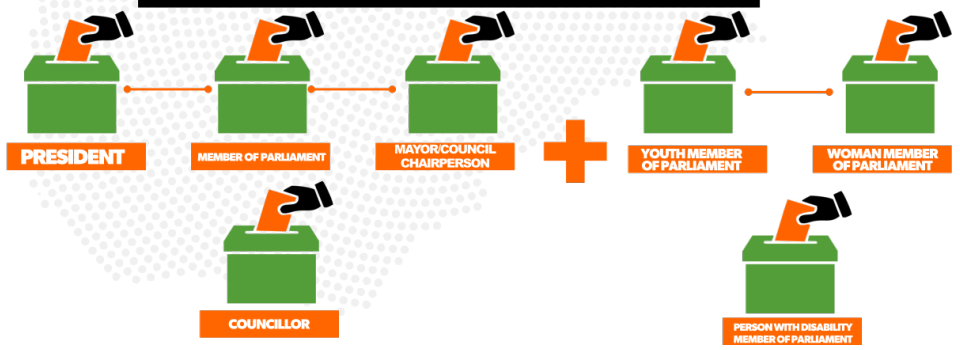 PRESIDENT
MEMBER OF PARLIAMENT
MAYOR/COUNCIL
CHAIRPERSON
YOUTH MEMBER
OF PARLIAMENT
WOMAN MEMBER
OF PARLIAMENT
COUNCILLOR
PERSON WITH DISABILITY
MEMBER OF PARLIAMENT